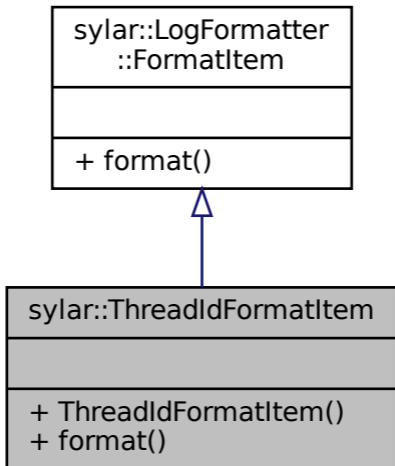 sylar::LogFormatter
::FormatItem
+ format()
sylar::ThreadIdFormatItem
+ ThreadIdFormatItem()
+ format()